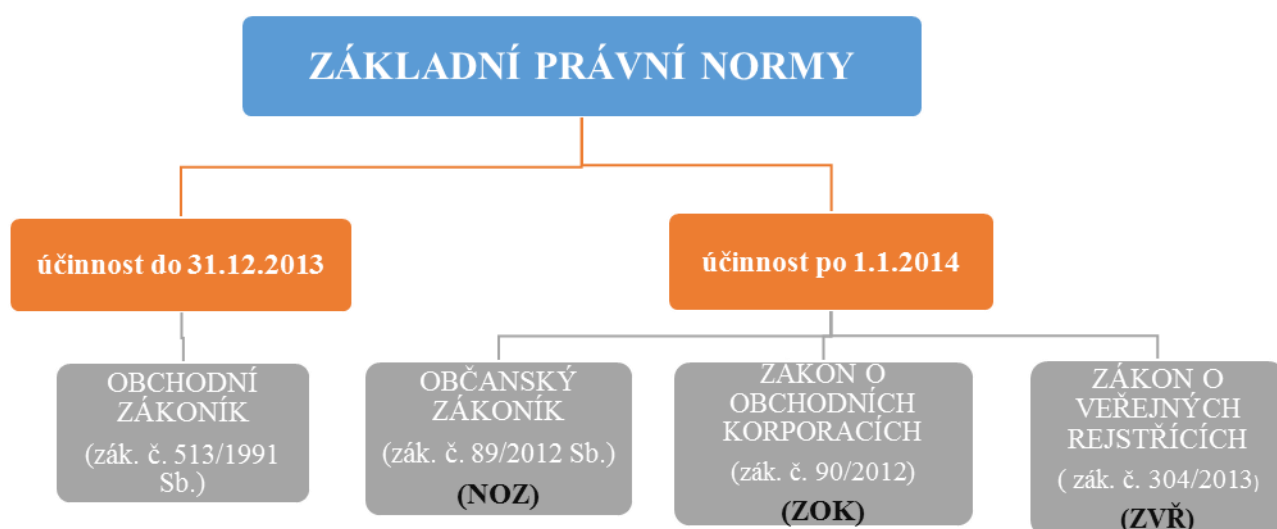 ZÁKLADNÍ PRÁVNÍ NORMY
účinnost do 31.12.2013
účinnost po 1.1.2014
OBCHODNÍ
ZÁKONÍK
(zák. č. 513/1991
Sb.)
OBČANSKÝ
ZÁKONÍK
(zák. č. 89/2012 Sb.)
(NOZ)
ZÁKON O
OBCHODNÍCH
KORPORACÍCH
(zák. č. 90/2012)
(ZOK)
ZÁKON O
VEŘEJNÝCH
REJSTŘÍCÍCH
( zák. č. 304/2013)
(ZVŘ)